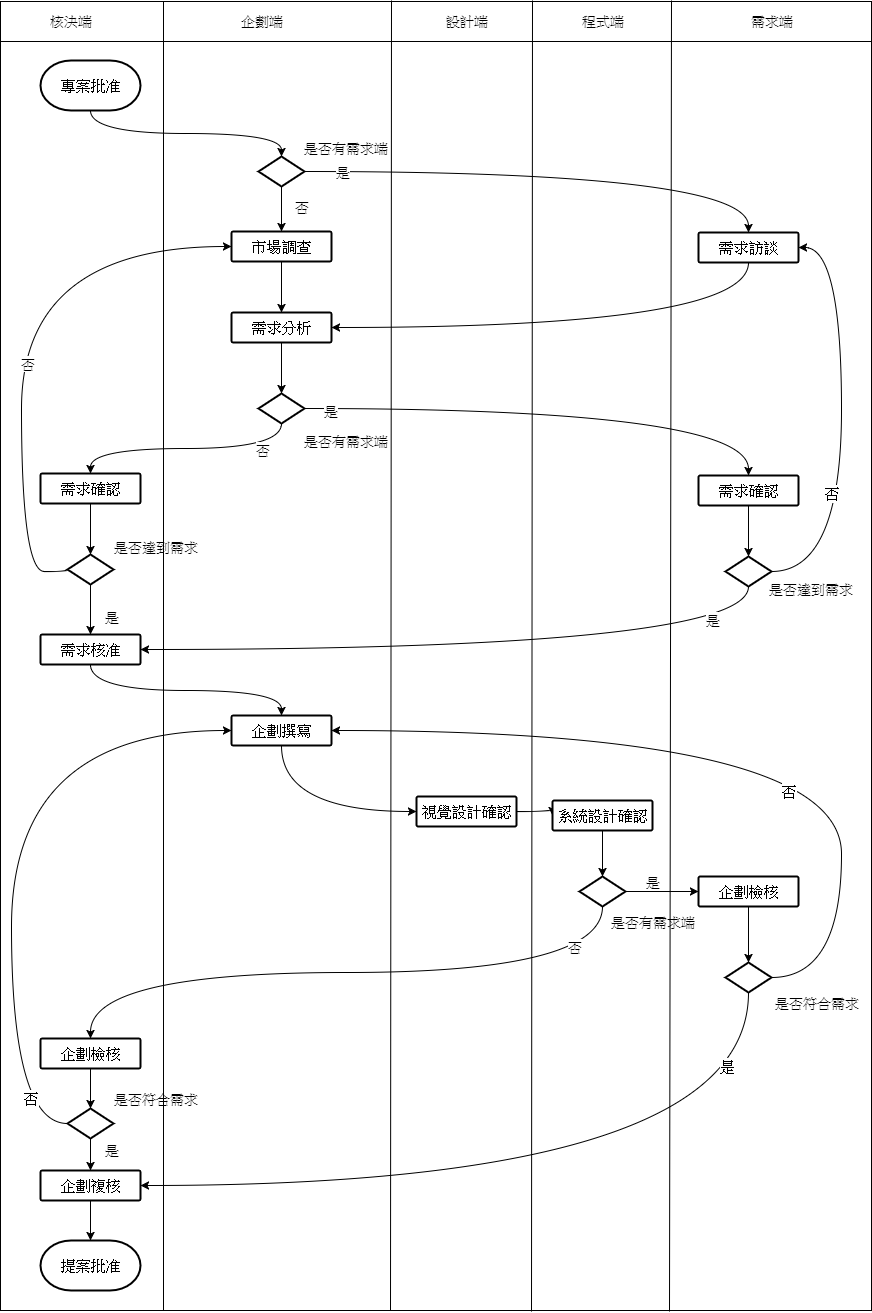 核決端
企劃端
設計端
程式端
需求端
專案批准
是否有需求端
是
否
市場調查
需求訪談
需求分析
否
是
是否有需求端
否
需求確認
需求確認
否
是否達到需求
是否達到需求
是
是
需求核准
企劃撰寫
否
視覺設計確認
系統設計確認
是
企劃檢核
是否有需求端
否
是否符合需求
企劃檢核
是
否
是否符合需求
是
企劃複核
提案批准